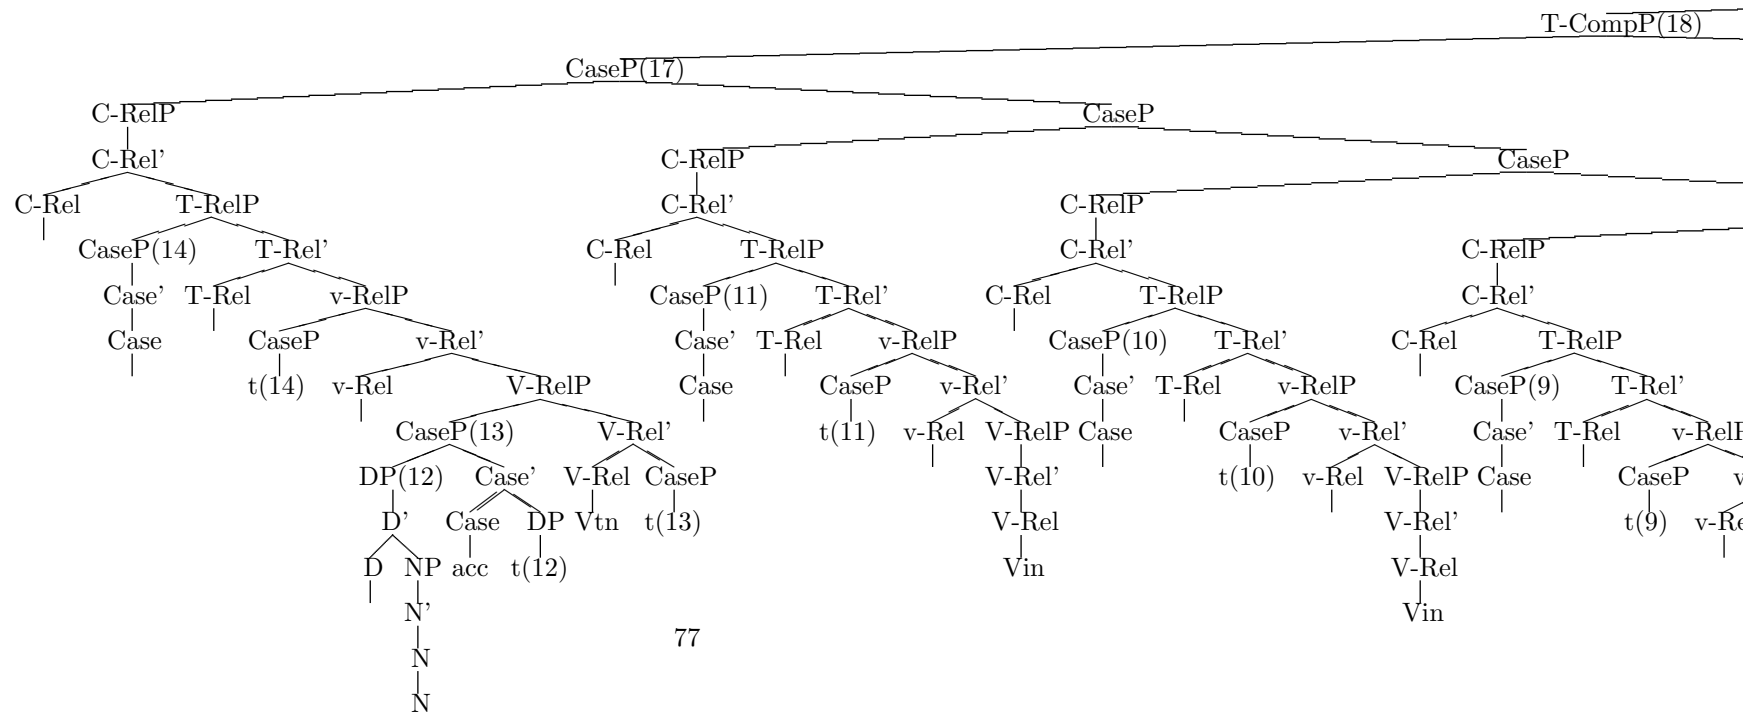 T-CompP(18)
CaseP(17)
C-RelP CaseP
C-Rel' C-RelP CaseP
C-Rel T-RelP C-Rel' C-RelP
CaseP(14) T-Rel' C-Rel T-RelP C-Rel' C-RelP
Case' T-Rel v-RelP CaseP(11) T-Rel' C-Rel T-RelP C-Rel'
Case CaseP v-Rel' Case' T-Rel v-RelP CaseP(10) T-Rel' C-Rel T-RelP
t(14) v-Rel V-RelP Case CaseP v-Rel' Case' T-Rel v-RelP CaseP(9) T-Rel'
CaseP(13) V-Rel' t(11) v-Rel V-RelP Case CaseP v-Rel' Case' T-Rel v-RelP
DP(12) Case' V-Rel CaseP V-Rel' t(10) v-Rel V-RelP Case CaseP v
D' Case DP Vtn t(13) V-Rel V-Rel' t(9) v-Re
D NP acc t(12) Vin V-Rel
N' Vin
77
N
N